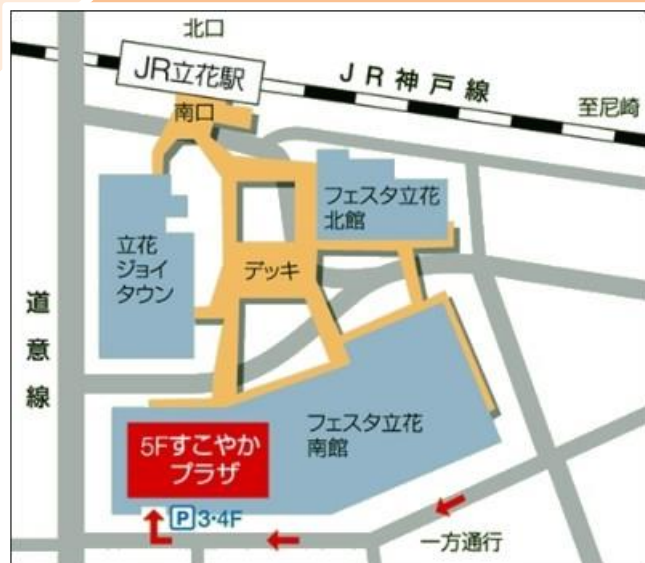 北口
JR立花駅
JR神戸線
至尼崎
南口
フェスタ立花
北館
立花
ジョイ
タウン
デッキ
道意線
フェスタ立花
南館
5Fすこやか
プラザ
P3・4F
一方通行